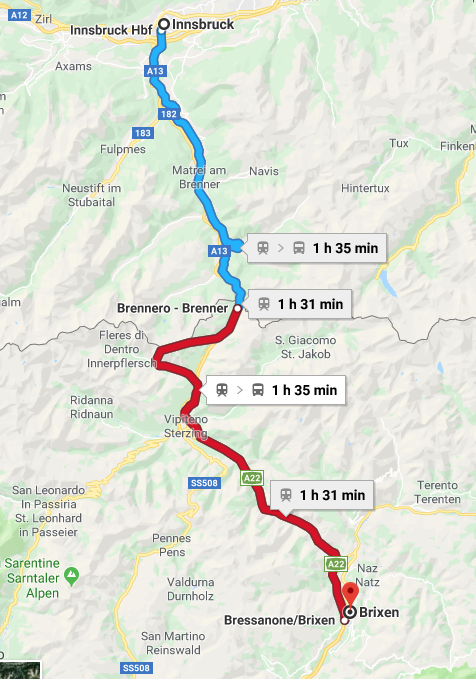 A12
Zirl
Innsbruck Hbf
Innsbruck
Axams
A13
182
183
Fulpmes
Tux
Finken
Matrei am
Brenner
Navis
Neustift im
Stubaital
Hintertux
A13
1 h 35 min
alm
Brennero - Brenner
1 h 31 min
Fleres di
Dentro
Innerpflersch
S. Giacomo
St. Jakob
1 h 35 min
Ridanna
Ridnaun
Vipiteno
Sterzing
A22
SS508
1 h 31 min
San Leonardo
In Passiria
St. Leonhard
in Passeier
Terento
Terenten
Pennes
Pens
A22
Sarentine
Sarntaler
Alpen
Naz
Natz
Valdurna
Durnholz
Brixen
Bressanone/Brixen
San Martino
Reinswald
SS508